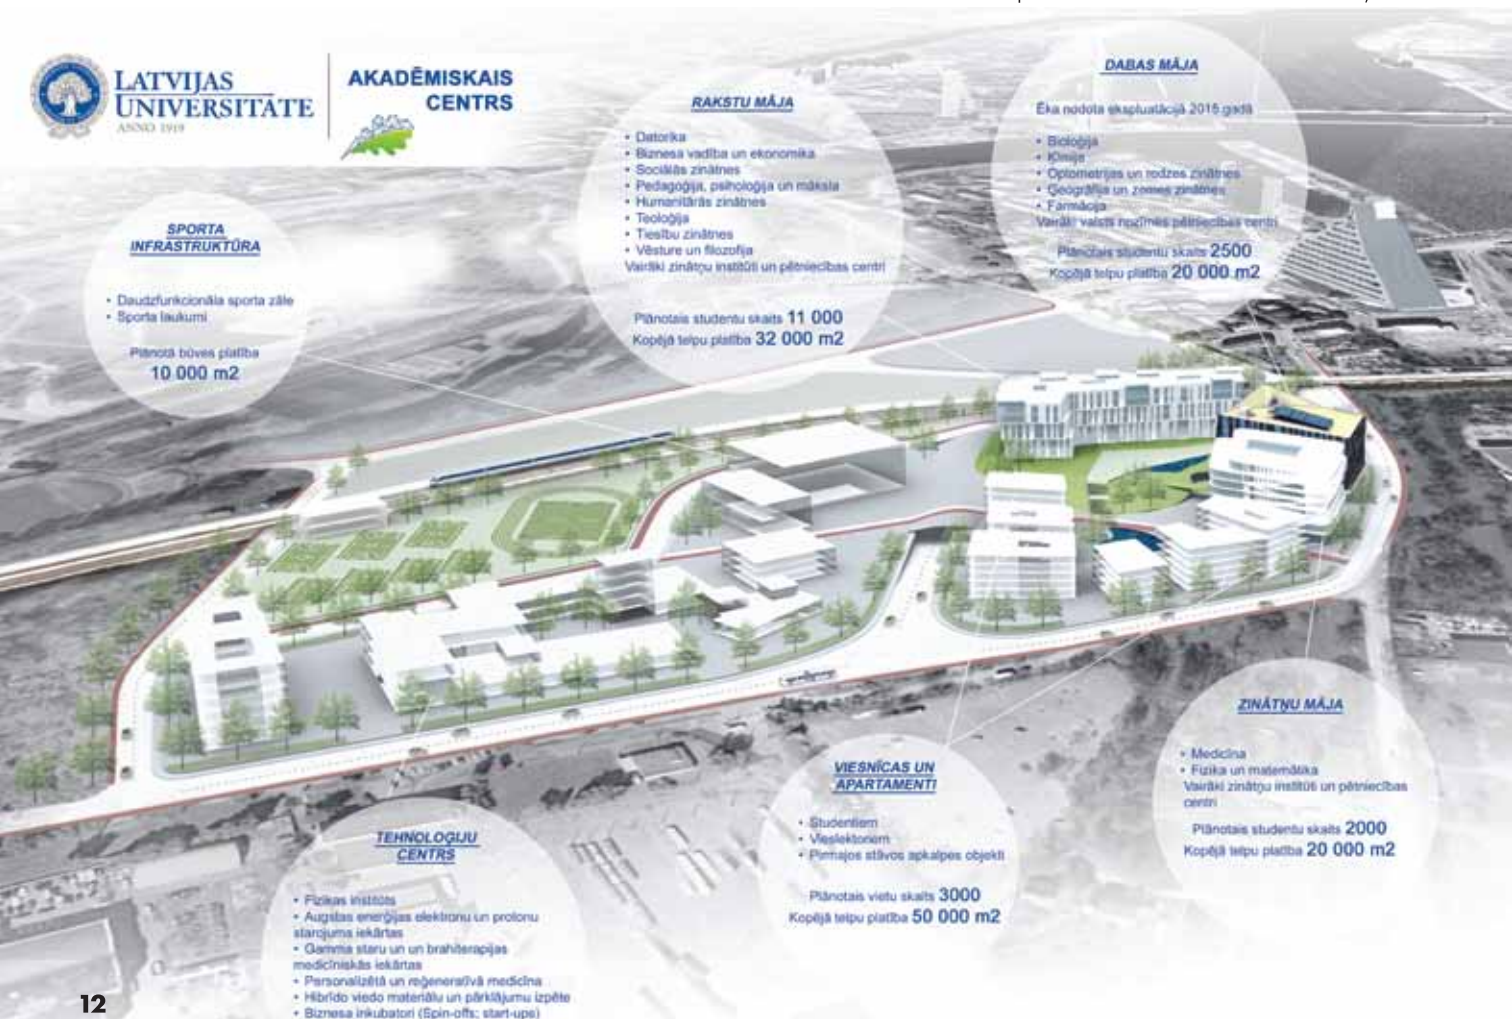 LATVIJAS
UNIVERSITĀTE
ANNO 1919
AKADĒMISKAIS
CENTRS
SPORTA
INFRASTRUKTŪRA
• Daudzfunkcionāla sporta zāle
• Sporta laukumi
Plānotā būves platība
10 000 m2
RAKSTU MĀJA
• Datorika
• Biznesa vadība un ekonomika
• Sociālās zinātnes
• Pedagoģija, psiholoģija un māksla
• Humanitārās zinātnes
• Teoloģija
• Tiesību zinātnes
• Vēsture un filozofija
Vairāki zinātņu institūti un pētniecības centri
Plānotais studentu skaits 11 000
Kopējā telpu platība 32 000 m2
DABAS MĀJA
Ēka nodota ekspluatācijā 2015 gadā
• Bioloģija
• Ķīmija
• Optometrijas un redzes zinātnes
• Ģeogrāfija un zemes zinātnes
• Farmācija
Vairāki valsts nozīmes pētniecības centri
Plānotais studentu skaits 2500
Kopējā telpu platība 20 000 m2
ZINĀTŅU MĀJA
• Medicīna
• Fizika un matemātika
Vairāki zinātņu institūti un pētniecības
centri
Plānotais studentu skaits 2000
Kopējā telpu platība 20 000 m2
VIESNĪCAS UN
APARTAMENTI
• Studentiem
• Vieslektoriem
• Pirmajos stāvos apkalpes objekti
Plānotais vietu skaits 3000
Kopējā telpu platība 50 000 m2
TEHNOLOĢIJU
CENTRS
• Fizikas institūts
• Augstas enerģijas elektronu un protonu
starojuma iekārtas
• Gamma staru un un brahiterapijas
medicīniskās iekārtas
• Personalizētā un reģeneratīvā medicīna
• Hibrīdo viedo materiālu un pārklājumu izpēte
• Biznesa inkubatori (Spin-offs; start-ups)
12